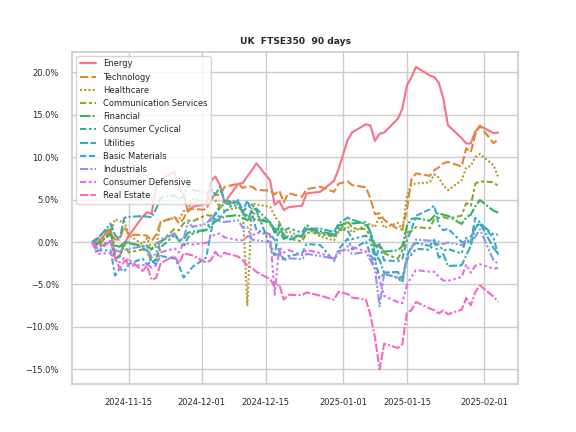 UK FTSE350 90 days
Energy
Technology
Healthcare
Communication Services
Financial
Consumer Cyclical
Utilities
Basic Materials
Industrials
Consumer Defensive
Real Estate
20.0%
15.0%
10.0%
5.0%
0.0%
−5.0%
−10.0%
−15.0%
2024-11-15 2024-12-01 2024-12-15 2025-01-01 2025-01-15 2025-02-01